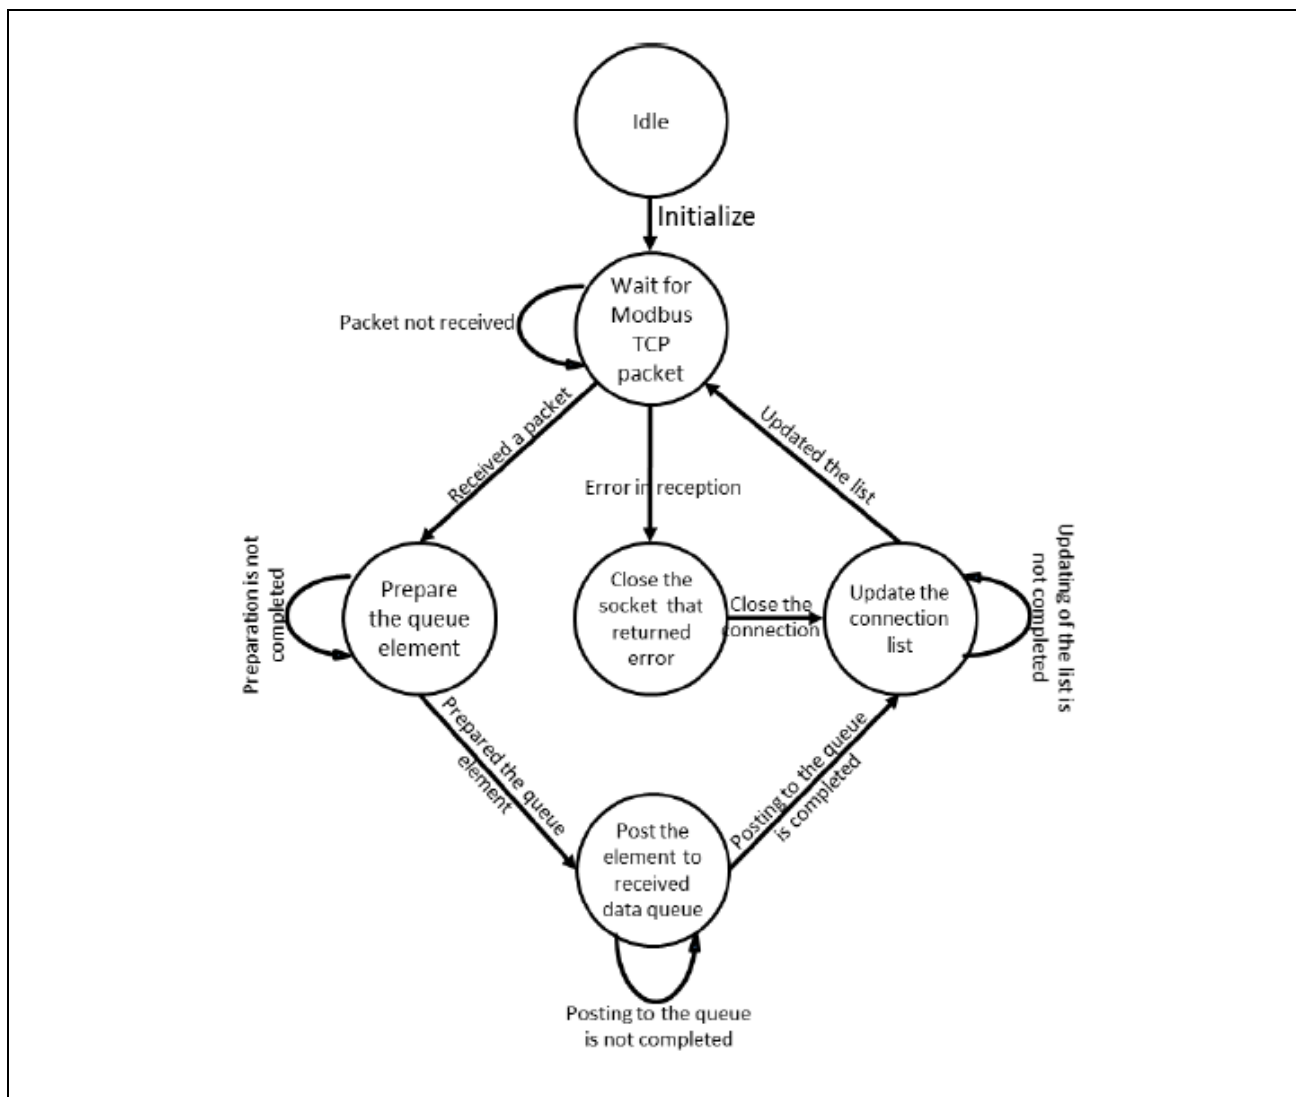 Idle
Initialize
Wait for
Modbus
TCP
packet
Packet not received
Received a packet
Error in reception
Updated the list
Preparation is not
completed
Prepare
the queue
element
Close the
socket that
returned
error
Close the
connection
Update the
connection
list
Updating of the list is
not completed
Prepared the queue
element
Post the
element to
received
data queue
Posting to the queue
is completed
Posting to the queue
is not completed